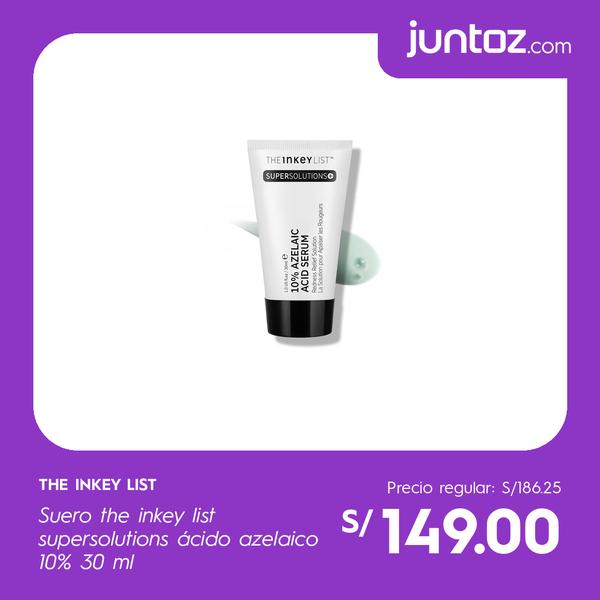 juntoz.com
THE INKEY LIST™
SUPERSOLUTIONS+
10% AZELAIC
ACID SERUM
Redness Relief Solution
La Solution pour Apaiser les Rougeurs
THE INKEY LIST
Suero the inkey list
supersolutions ácido azelaico
10% 30 ml
Precio regular: S/186.25
S/149.00